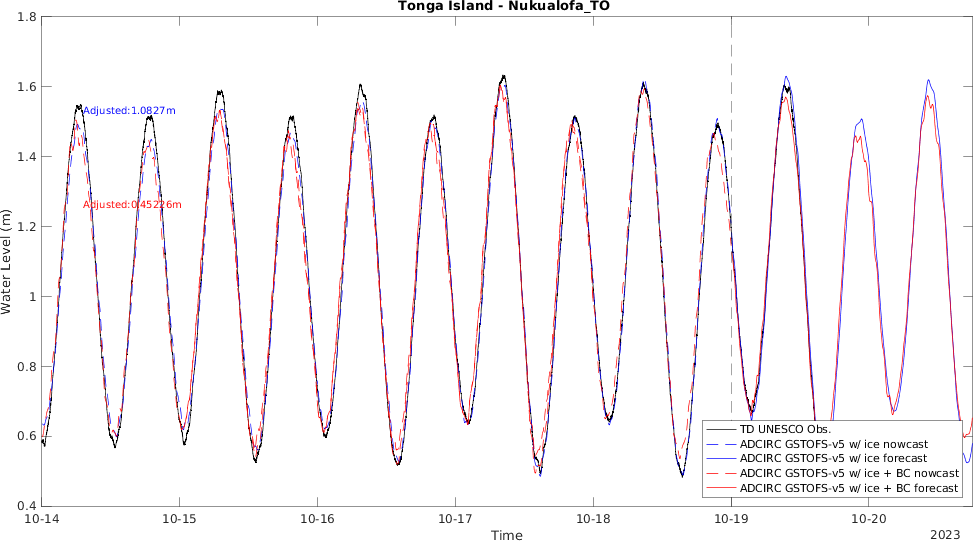 Tonga Island - Nukualofa_TO
1.8
1.6
1.4
1.2
1
0.8
0.6
0.4
Water Level (m)
Adjusted:1.0827m
Adjusted:0.45226m
TD UNESCO Obs.
ADCIRC GSTOFS-v5 w/ ice nowcast
ADCIRC GSTOFS-v5 w/ ice forecast
ADCIRC GSTOFS-v5 w/ ice + BC nowcast
ADCIRC GSTOFS-v5 w/ ice + BC forecast
10-14 10-15 10-16 10-17 10-18 10-19 10-20
Time
2023